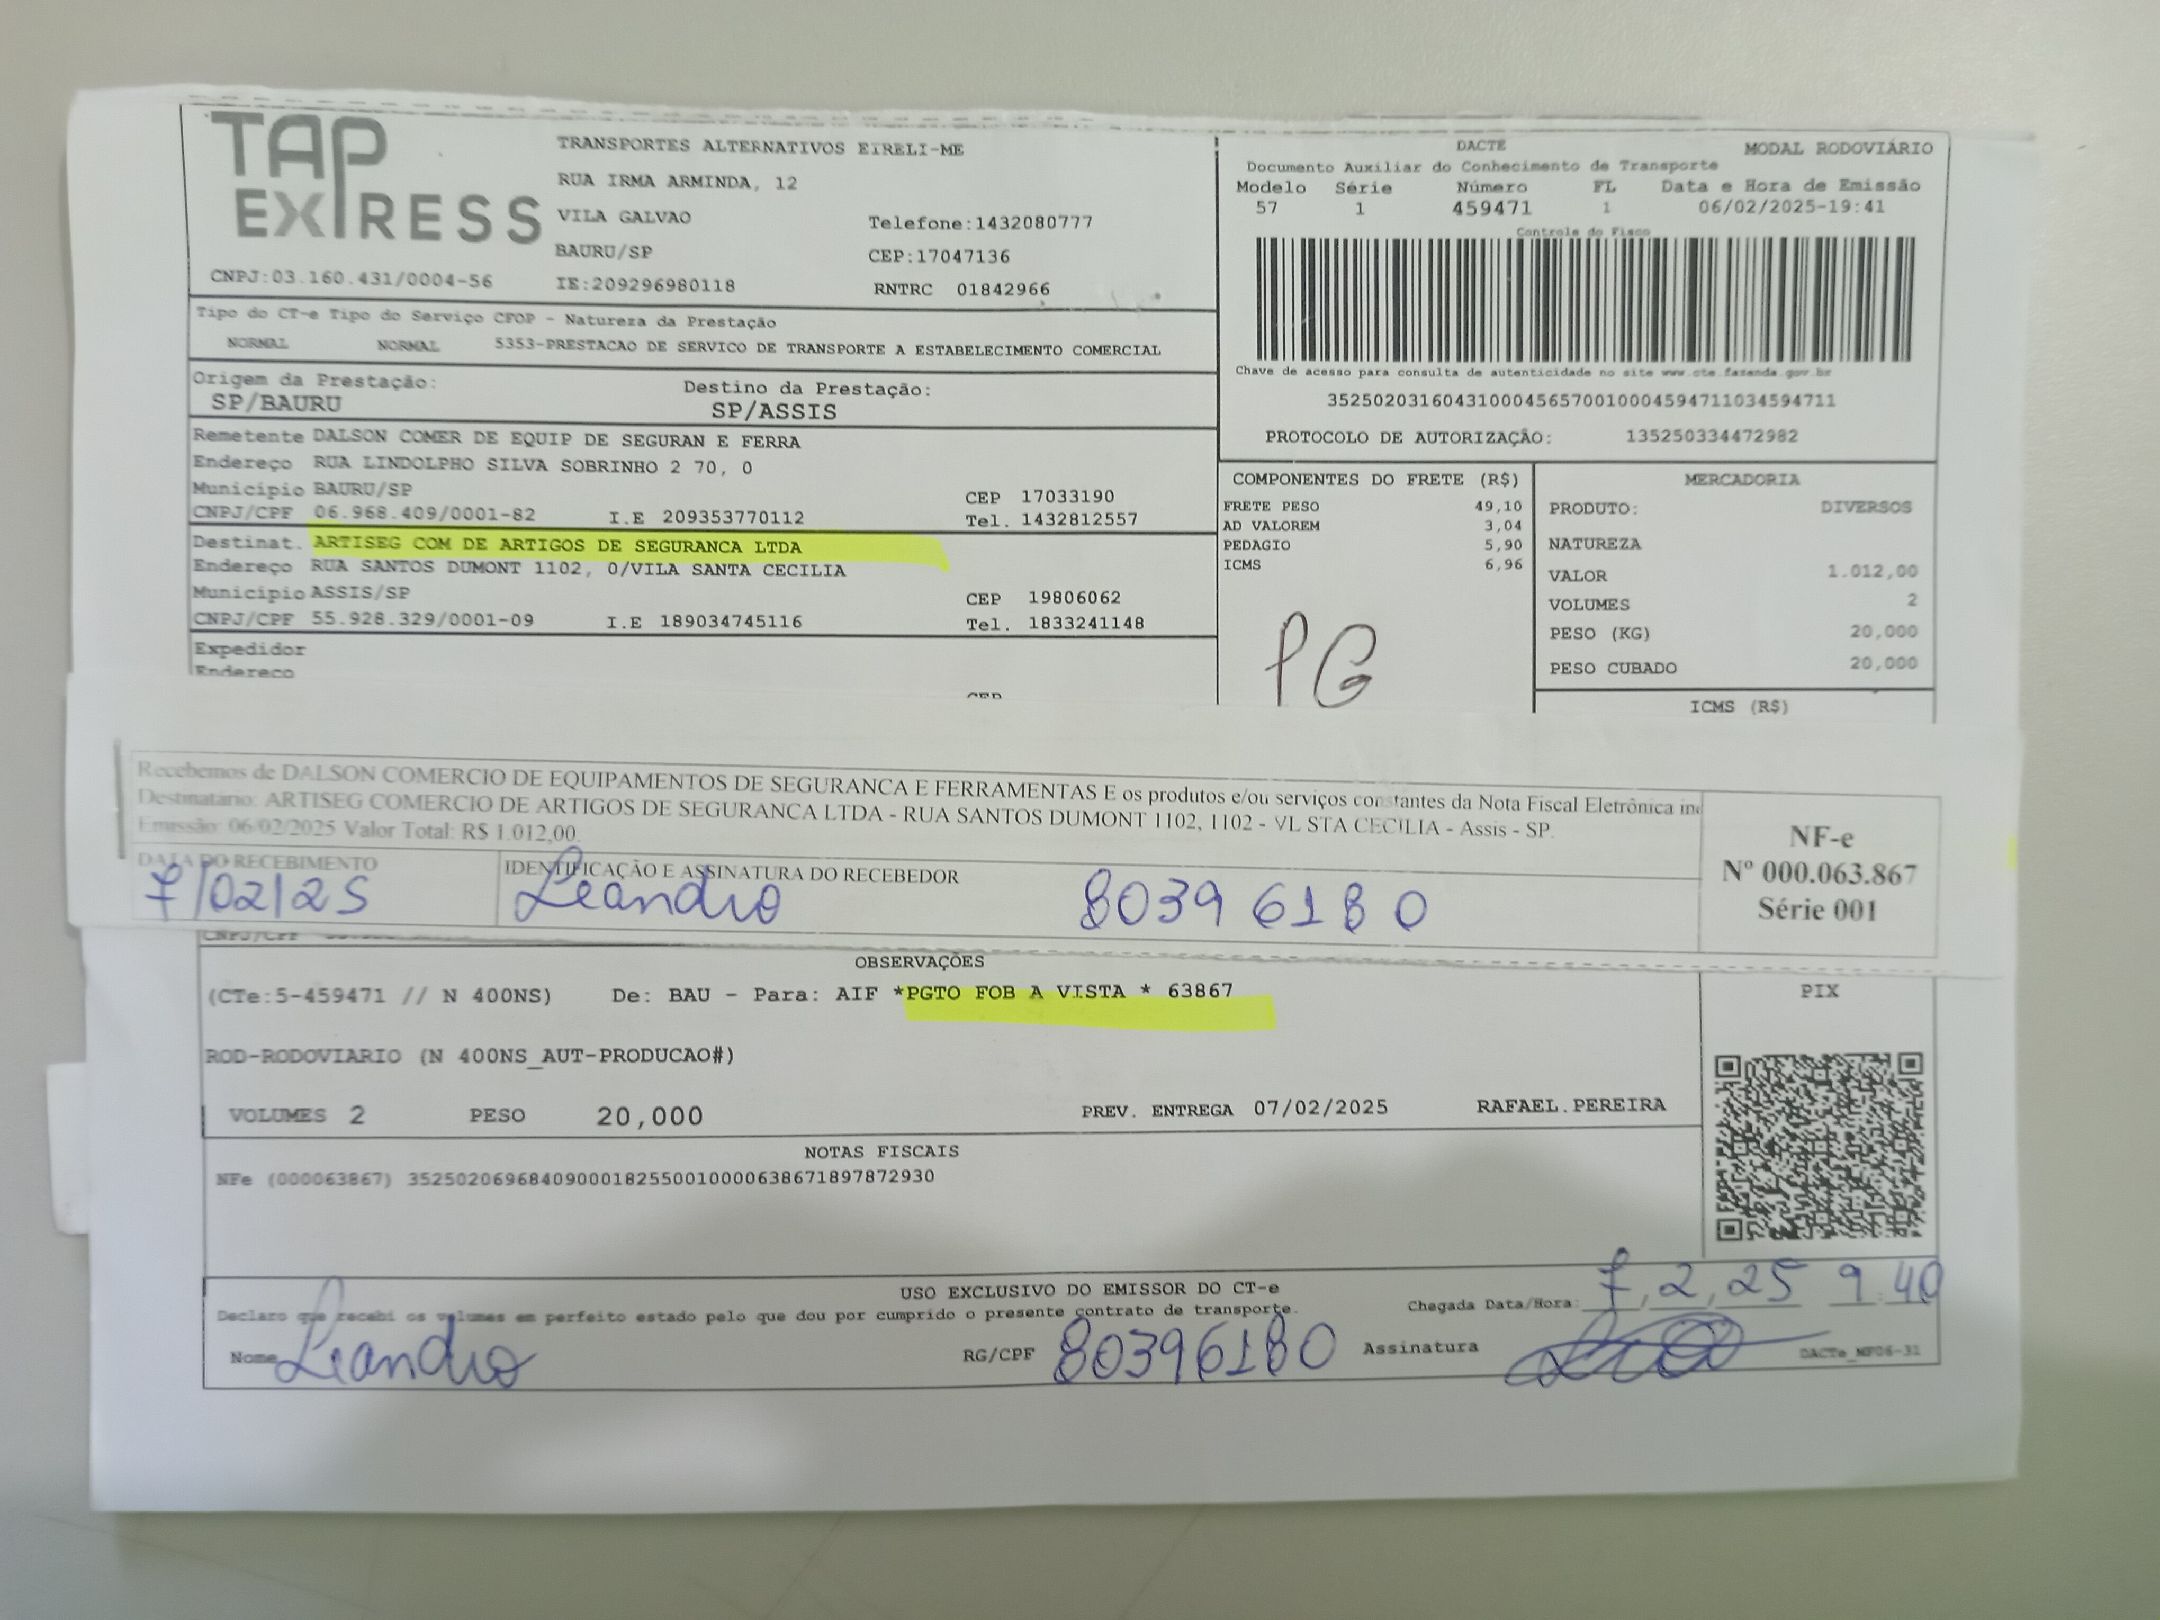 TAP EXPRESS
TRANSPORTES ALTERNATIVOS EIRELI-ME
RUA IRMA ARMINDA, 12
VILA GALVAO Telefone:1432080777
BAURU/SP CEP:17047136
CNPJ:03.160.431/0004-56 IE:209296980118 RNTRC 01842966
DACTE MODAL RODOVIÁRIO
Documento Auxiliar do Conhecimento de Transporte
Modelo Série Número FL Data e Hora de Emissão
57 1 459471 1 06/02/2025-19:41
Controle do Fisco
Chave de acesso para consulta de autenticidade no site www.cte.fazenda.gov.br
35250203160431000456570010004594711034594711
PROTOCOLO DE AUTORIZAÇÃO: 135250334472982
Tipo do CT-e Tipo do Serviço CFOP - Natureza da Prestação
NORMAL NORMAL 5353-PRESTACAO DE SERVICO DE TRANSPORTE A ESTABELECIMENTO COMERCIAL
Origem da Prestação: Destino da Prestação:
SP/BAURU SP/ASSIS
Remetente DALSON COMER DE EQUIP DE SEGURAN E FERRA
Endereço RUA LINDOLPHO SILVA SOBRINHO 2 70, 0
Município BAURU/SP CEP 17033190
CNPJ/CPF 06.968.409/0001-82 I.E 209353770112 Tel. 1432812557
Destinat. ARTISEG COM DE ARTIGOS DE SEGURANCA LTDA
Endereço RUA SANTOS DUMONT 1102, 0/VILA SANTA CECILIA
Município ASSIS/SP CEP 19806062
CNPJ/CPF 55.928.329/0001-09 I.E 189034745116 Tel. 1833241148
Expedidor
Endereço
CEP
COMPONENTES DO FRETE (R$)
FRETE PESO 49,10
AD VALOREM 3,04
PEDAGIO 5,90
ICMS 6,96
PG
MERCADORIA
PRODUTO: DIVERSOS
NATUREZA
VALOR 1.012,00
VOLUMES 2
PESO (KG) 20,000
PESO CUBADO 20,000
ICMS (R$)
Recebemos de DALSON COMERCIO DE EQUIPAMENTOS DE SEGURANCA E FERRAMENTAS E os produtos e/ou serviços constantes da Nota Fiscal Eletrônica
Destinatário: ARTISEG COMERCIO DE ARTIGOS DE SEGURANCA LTDA - RUA SANTOS DUMONT 1102, 1102 - VL STA CECILIA - Assis - SP.
Emissão: 06/02/2025 Valor Total: R$ 1.012,00.
DATA DO RECEBIMENTO IDENTIFICAÇÃO E ASSINATURA DO RECEBEDOR
7/02/25 Leandro 80396180
NF-e
Nº 000.063.867
Série 001
CNPJ/CPF
OBSERVAÇÕES
(CTe:5-459471 // N 400NS) De: BAU - Para: AIF *PGTO FOB A VISTA * 63867
ROD-RODOVIARIO (N 400NS_AUT-PRODUCAO#)
VOLUMES 2 PESO 20,000 PREV. ENTREGA 07/02/2025 RAFAEL.PEREIRA
PIX
NOTAS FISCAIS
NFe (000063867) 35250206968409000182550010000638671897872930
USO EXCLUSIVO DO EMISSOR DO CT-e
Declaro que recebi os volumes em perfeito estado pelo que dou por cumprido o presente contrato de transporte. Chegada Data/Hora: 7, 2, 25 9:40
Nome Leandro RG/CPF 80396180 Assinatura
DACTe_MF06-31